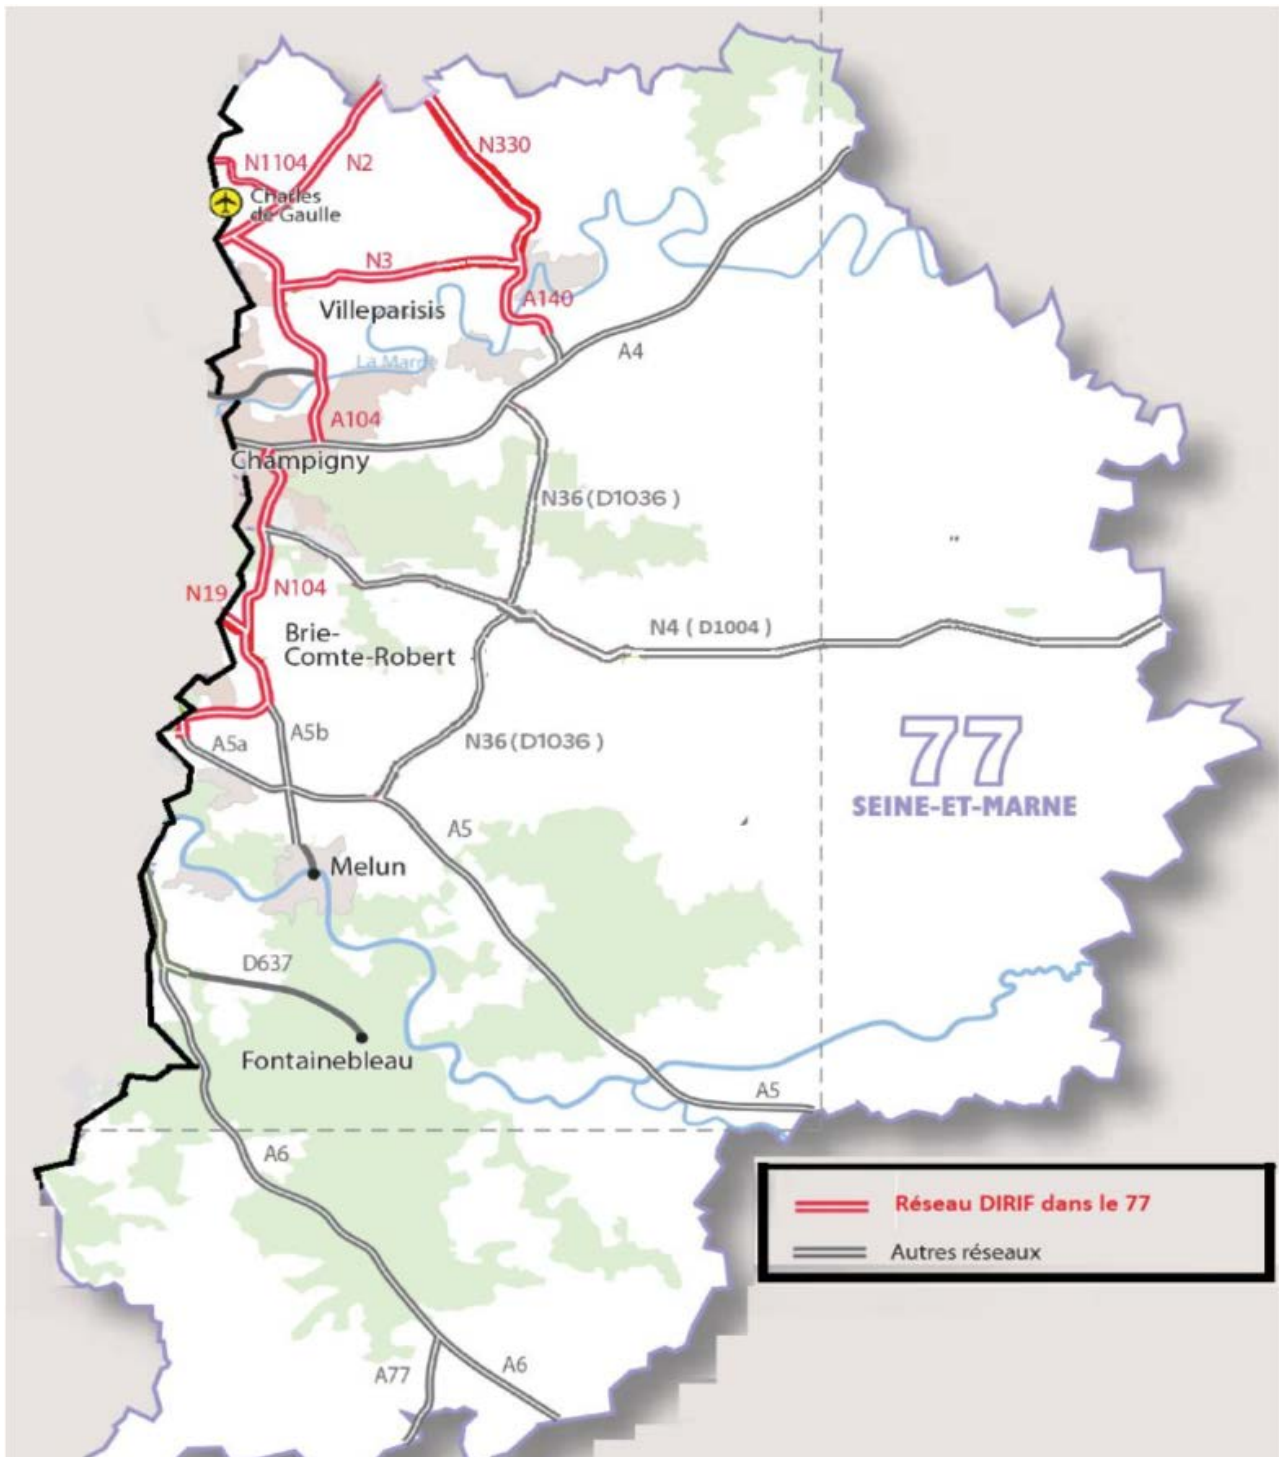 N330
N1104
N2
Charles
de Gaulle
N3
Villeparisis
A140
A4
La Marne
A104
Champigny
N36 (D1036 )
N19
N104
N4 ( D1004 )
Brie-
Comte-Robert
A5a
A5b
N36 (D1036 )
77
SEINE-ET-MARNE
A5
Melun
D637
Fontainebleau
A5
A6
Réseau DIRIF dans le 77
Autres réseaux
A77
A6